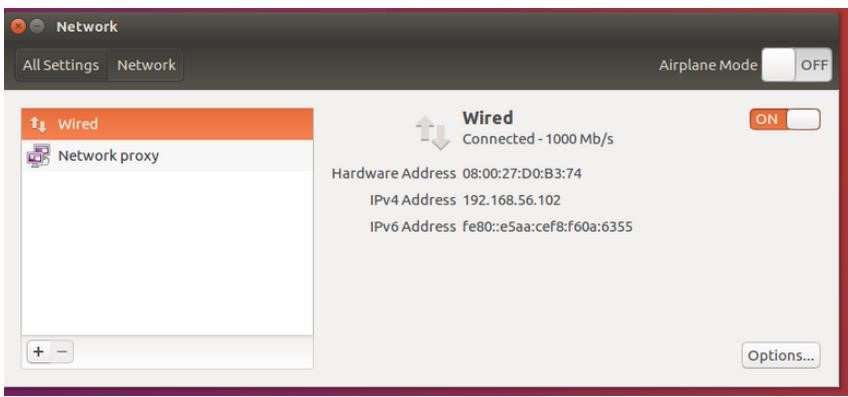 Network
All Settings Network
Airplane Mode OFF
Wired
Network proxy
Wired
ON
Connected - 1000 Mb/s
Hardware Address 08:00:27:D0:B3:74
IPv4 Address 192.168.56.102
IPv6 Address fe80::e5aa:cef8:f60a:6355
+ −
Options...